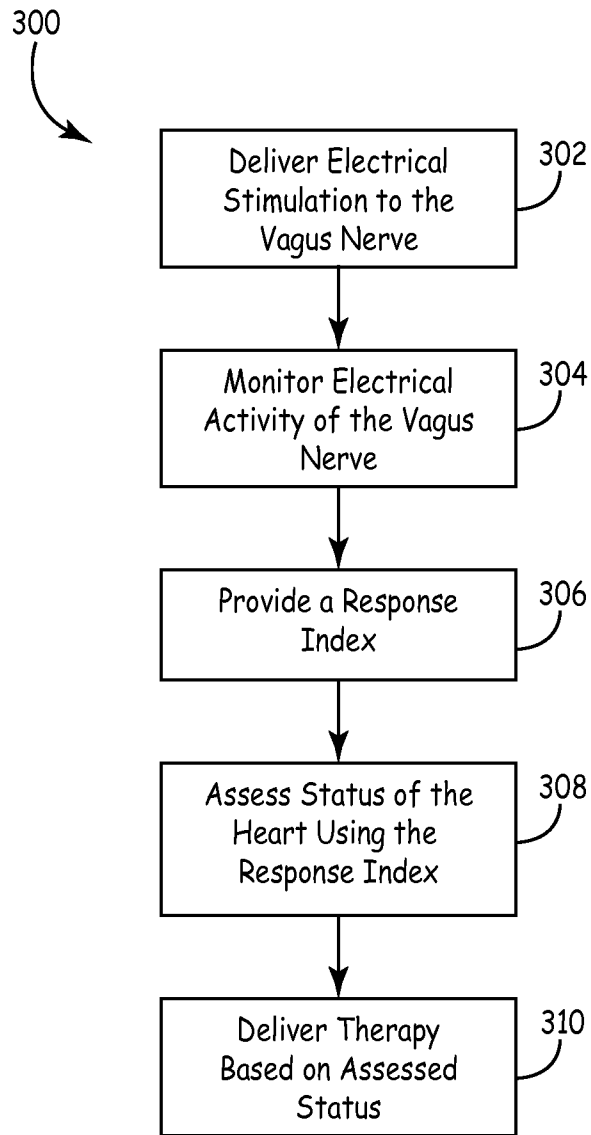 300
Deliver Electrical
Stimulation to the
Vagus Nerve
302
Monitor Electrical
Activity of the Vagus
Nerve
304
Provide a Response
Index
306
Assess Status of the
Heart Using the
Response Index
308
Deliver Therapy
Based on Assessed
Status
310